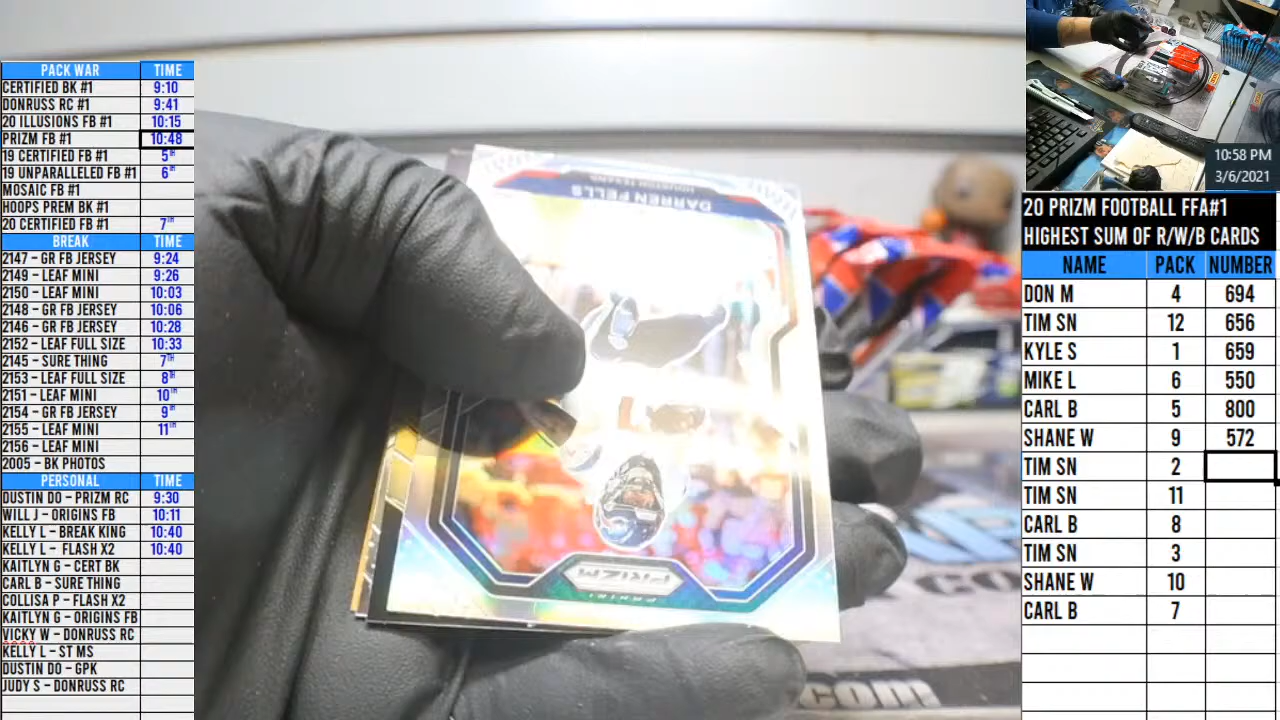 PACK WAR TIME
CERTIFIED BK #1 9:10
DONRUSS RC #1 9:41
20 ILLUSIONS FB #1 10:15
PRIZM FB #1 10:48
19 CERTIFIED FB #1 5TH
19 UNPARALLELED FB #1 6TH
MOSAIC FB #1
HOOPS PREM BK #1
20 CERTIFIED FB #1 7TH
BREAK TIME
2147 – GR FB JERSEY 9:24
2149 – LEAF MINI 9:26
2150 – LEAF MINI 10:03
2148 – GR FB JERSEY 10:06
2146 – GR FB JERSEY 10:28
2152 – LEAF FULL SIZE 10:33
2145 – SURE THING 7TH
2153 – LEAF FULL SIZE 8TH
2151 – LEAF MINI 10TH
2154 – GR FB JERSEY 9TH
2155 – LEAF MINI 11TH
2156 – LEAF MINI
2005 – BK PHOTOS
PERSONAL TIME
DUSTIN DO – PRIZM RC 9:30
WILL J – ORIGINS FB 10:11
KELLY L – BREAK KING 10:40
KELLY L – FLASH X2 10:40
KAITLYN G – CERT BK
CARL B – SURE THING
COLLISA P – FLASH X2
KAITLYN G – ORIGINS FB
VICKY W – DONRUSS RC
KELLY L – ST MS
DUSTIN DO – GPK
JUDY S – DONRUSS RC
HOUSTON TEXANS
DARREN FELLS
PRIZM
PANINI
.com
10:58 PM
3/6/2021
20 PRIZM FOOTBALL FFA#1
HIGHEST SUM OF R/W/B CARDS
NAME PACK NUMBER
DON M 4 694
TIM SN 12 656
KYLE S 1 659
MIKE L 6 550
CARL B 5 800
SHANE W 9 572
TIM SN 2
TIM SN 11
CARL B 8
TIM SN 3
SHANE W 10
CARL B 7